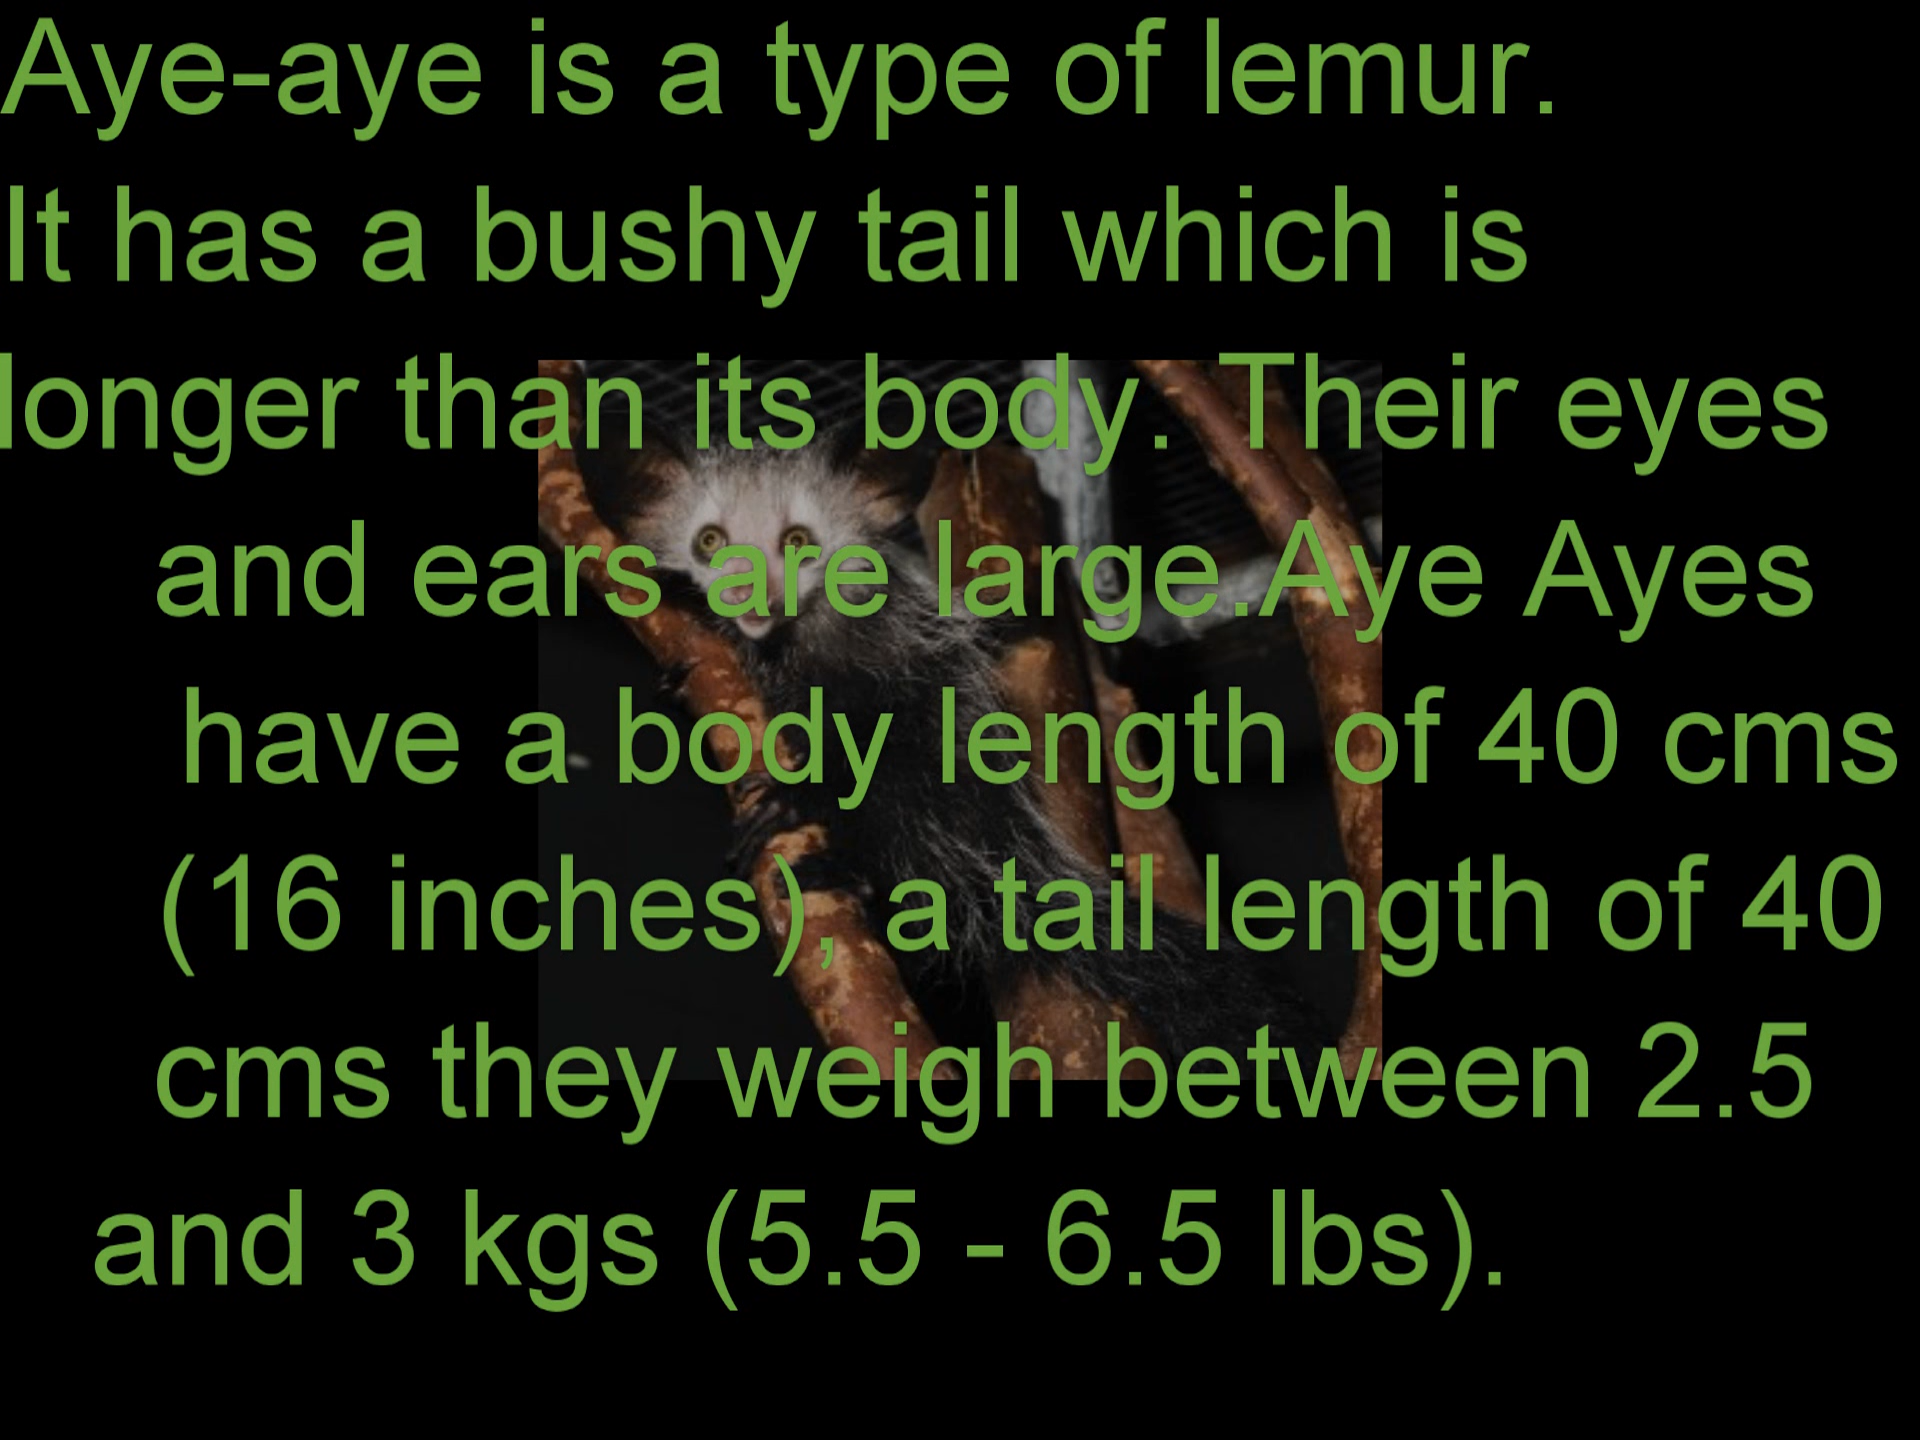 Aye-aye is a type of lemur.
It has a bushy tail which is
longer than its body. Their eyes
and ears are large.Aye Ayes
have a body length of 40 cms
(16 inches), a tail length of 40
cms they weigh between 2.5
and 3 kgs (5.5 - 6.5 lbs).